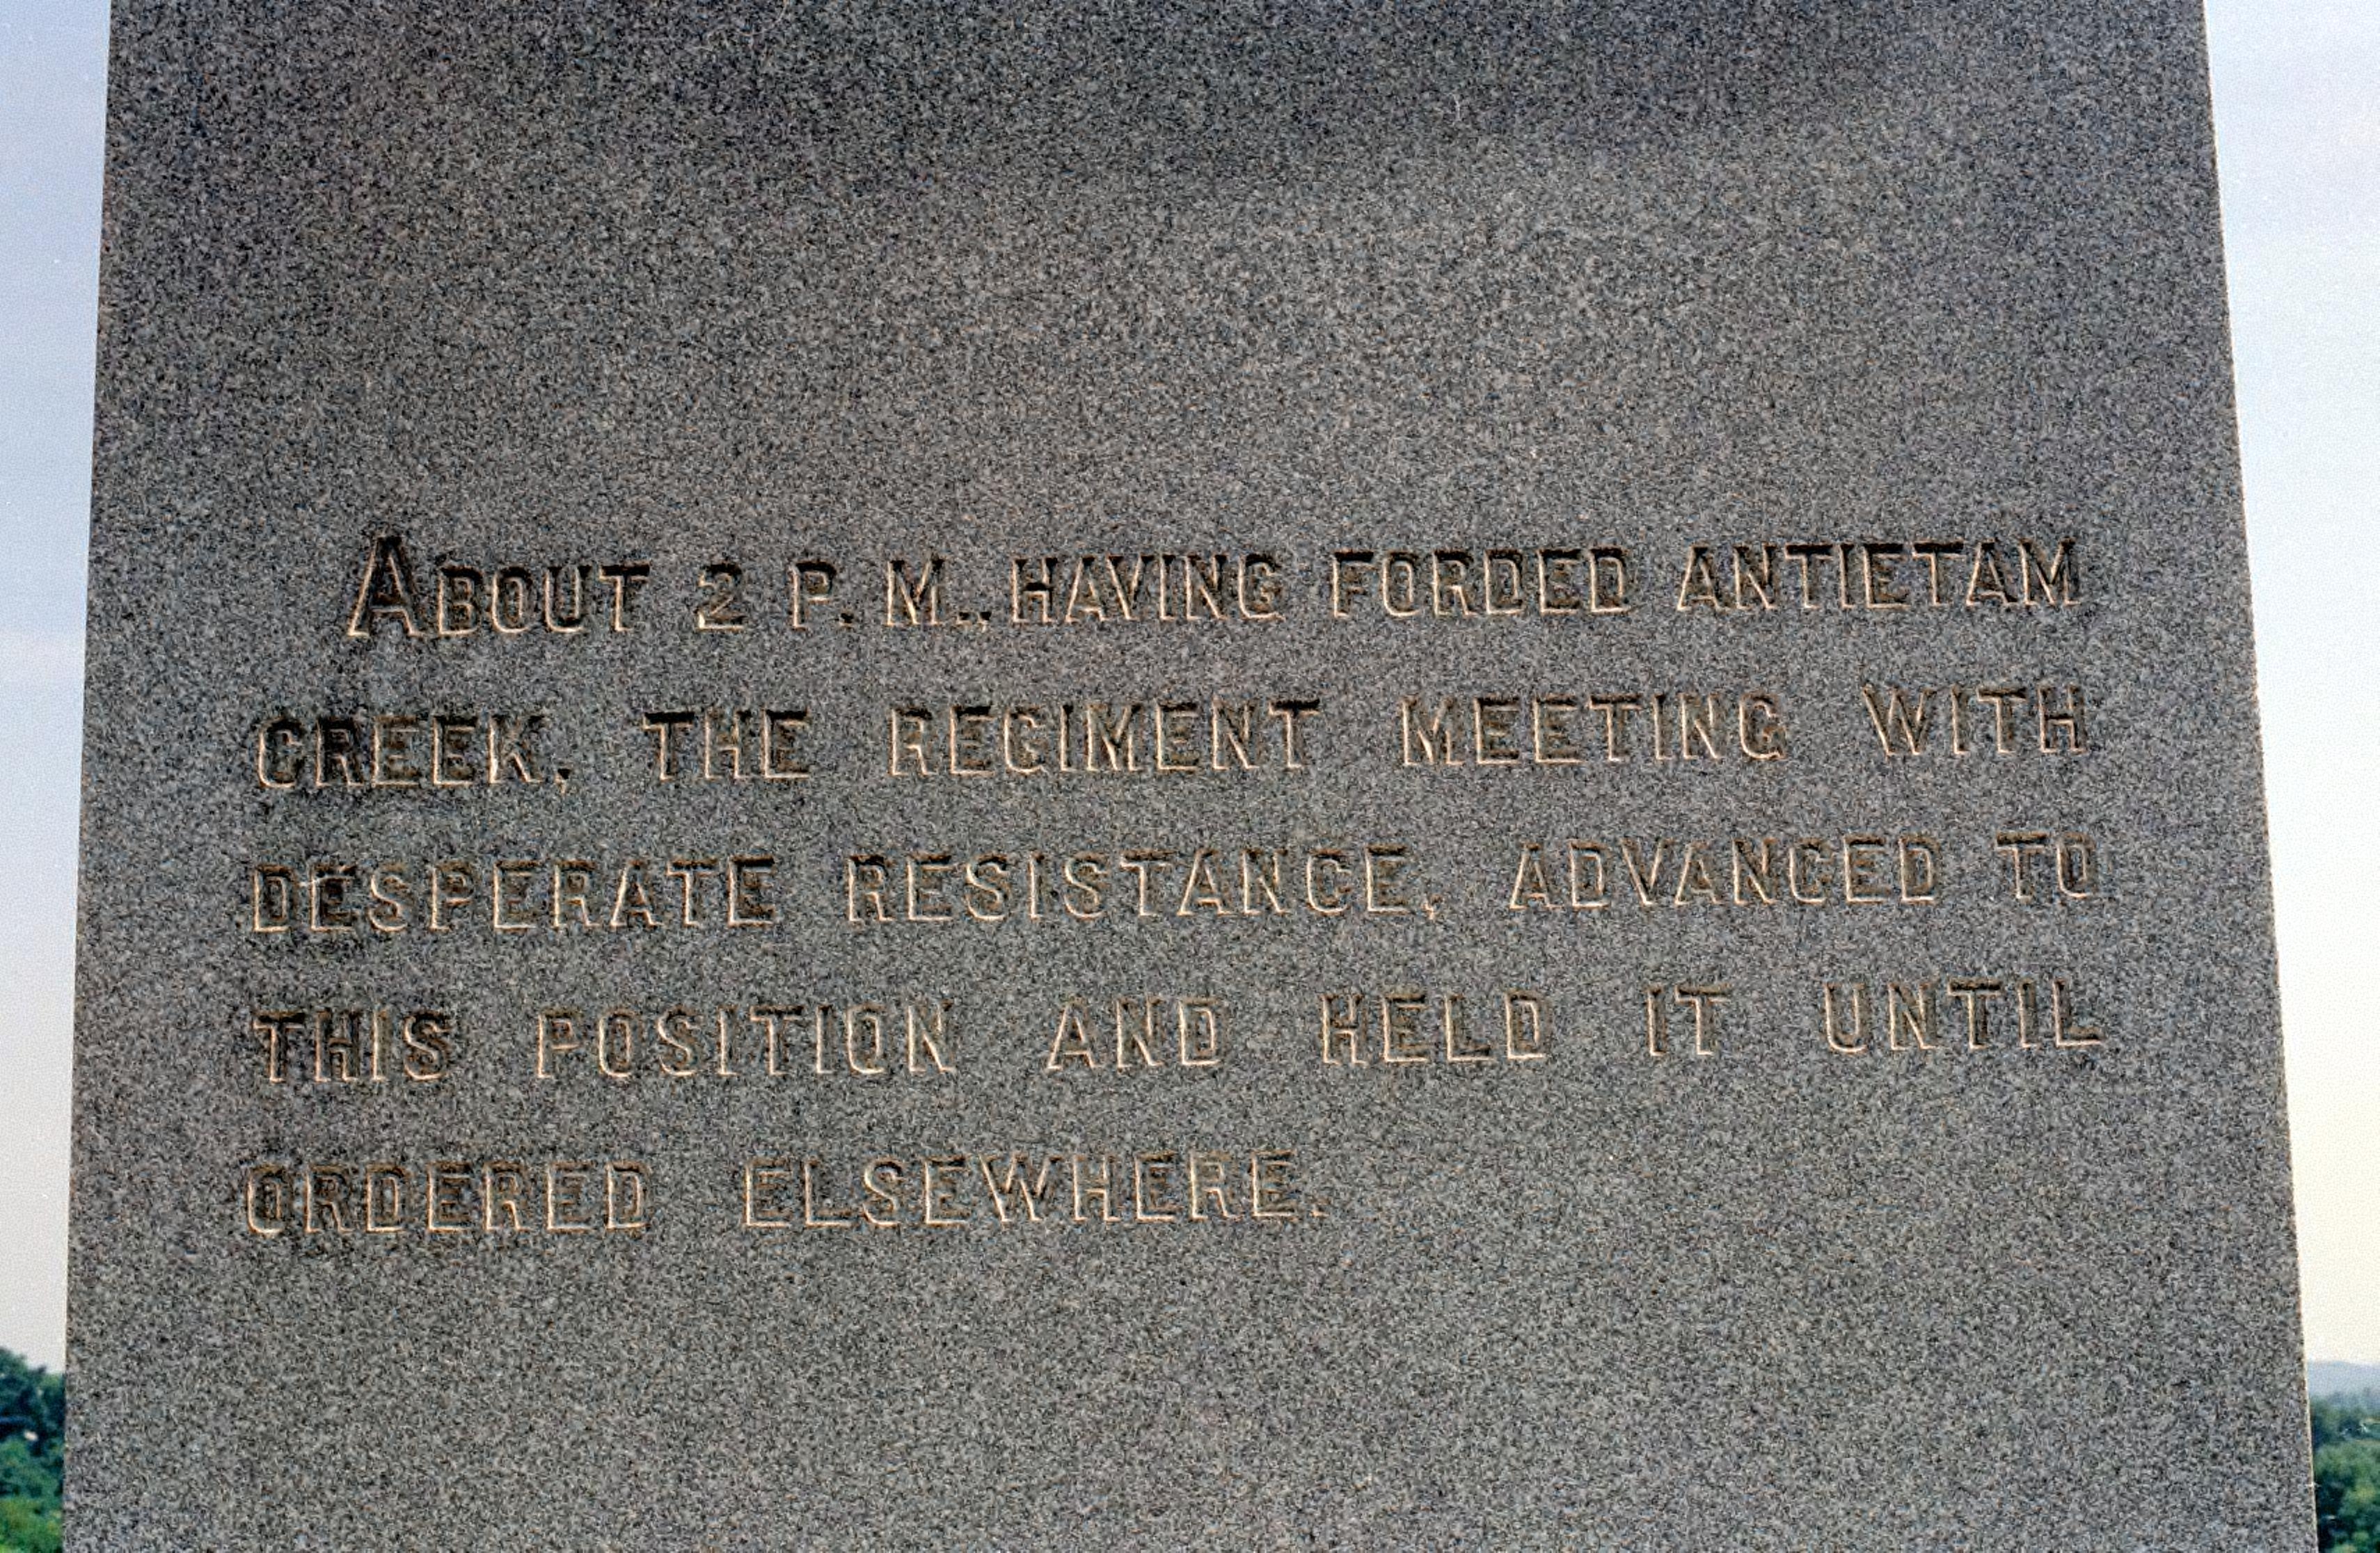 ABOUT 2 P. M., HAVING FORDED ANTIETAM
CREEK, THE REGIMENT MEETING WITH
DESPERATE RESISTANCE, ADVANCED TO
THIS POSITION AND HELD IT UNTIL
ORDERED ELSEWHERE.